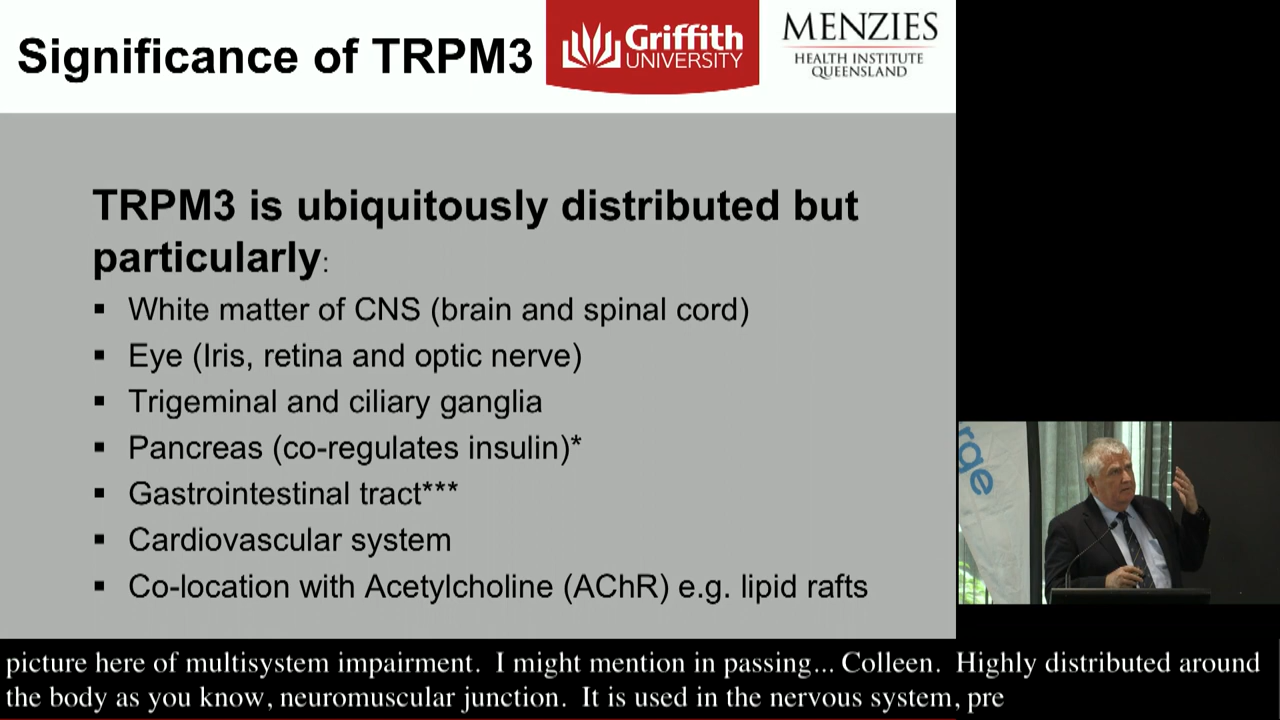 Significance of TRPM3
Griffith
UNIVERSITY
MENZIES
HEALTH INSTITUTE
QUEENSLAND
TRPM3 is ubiquitously distributed but
particularly:
▪ White matter of CNS (brain and spinal cord)
▪ Eye (Iris, retina and optic nerve)
▪ Trigeminal and ciliary ganglia
▪ Pancreas (co-regulates insulin)*
▪ Gastrointestinal tract***
▪ Cardiovascular system
▪ Co-location with Acetylcholine (AChR) e.g. lipid rafts
rge
picture here of multisystem impairment.  I might mention in passing... Colleen.  Highly distributed around
the body as you know, neuromuscular junction.  It is used in the nervous system, pre